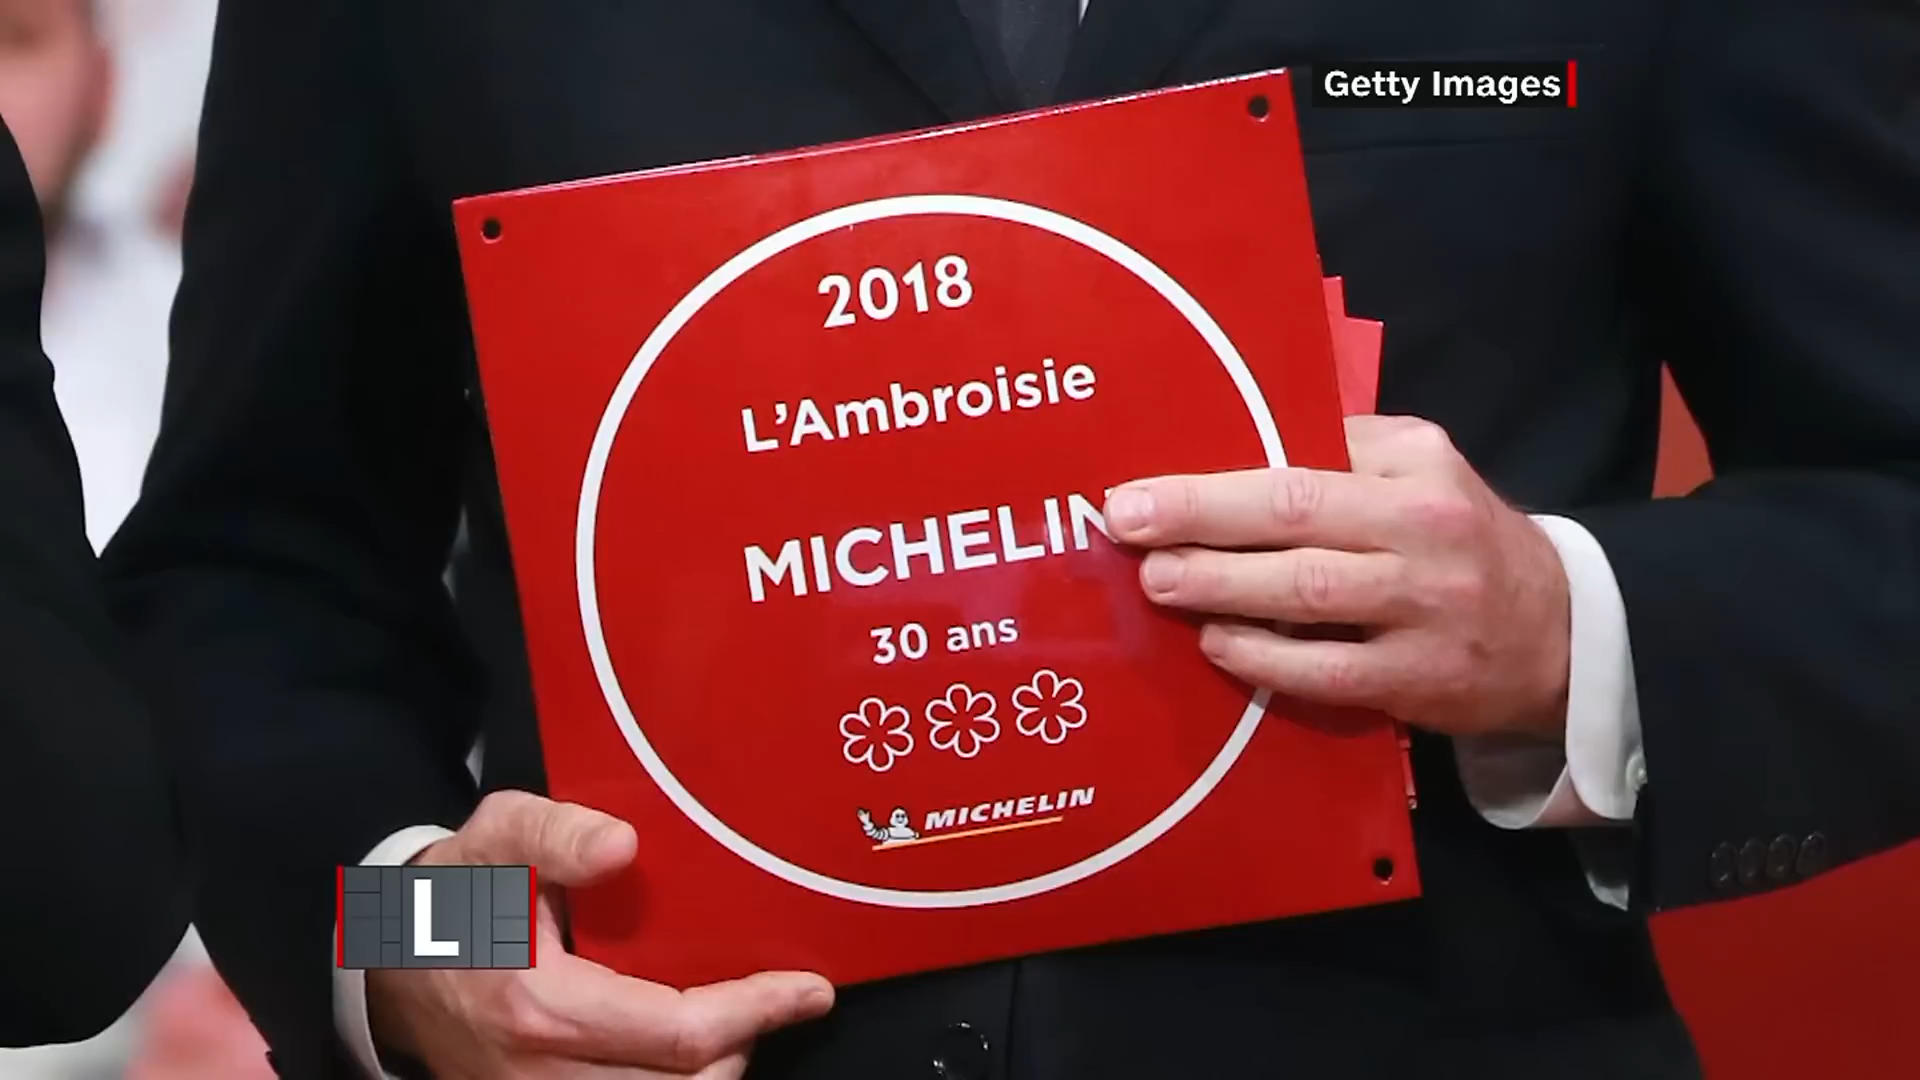 Getty Images
2018
L'Ambroisie
MICHELIN
30 ans
MICHELIN
L